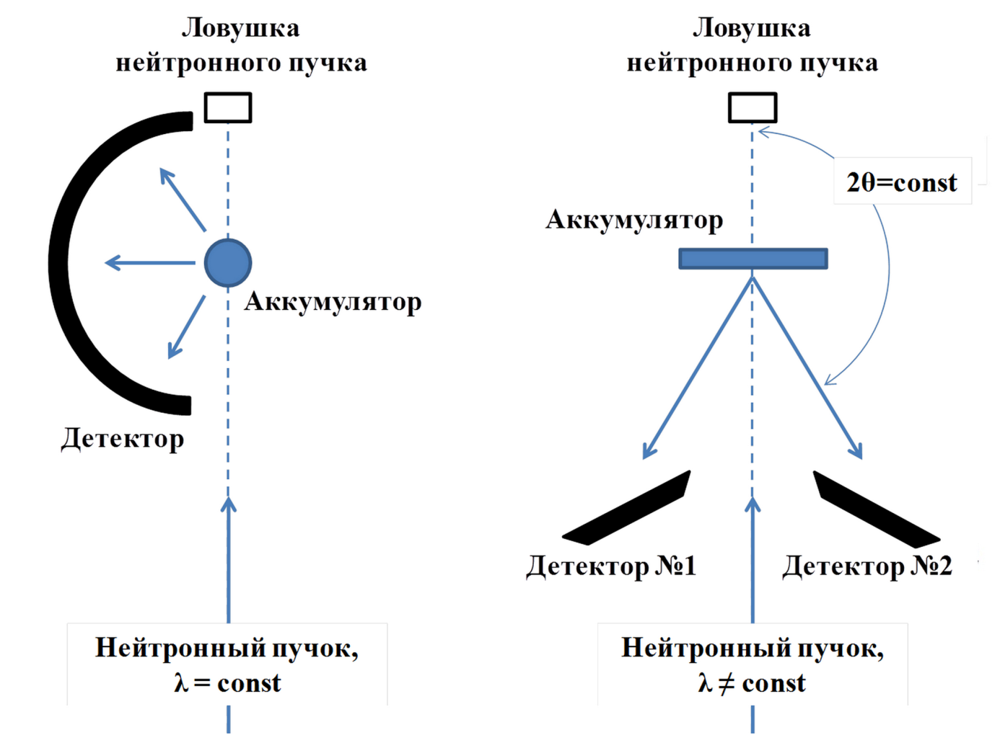 Ловушка
нейтронного пучка
Аккумулятор
Детектор
Нейтронный пучок,
λ = const
Ловушка
нейтронного пучка
2θ=const
Аккумулятор
Детектор №1
Детектор №2
Нейтронный пучок,
λ ≠ const